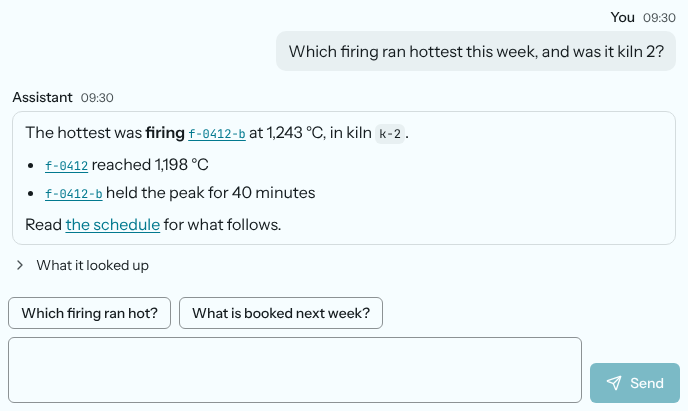 You 09:30
Which firing ran hottest this week, and was it kiln 2?
Assistant 09:30
The hottest was firing f-0412-b at 1,243 °C, in kiln k-2.
• f-0412 reached 1,198 °C
• f-0412-b held the peak for 40 minutes
Read the schedule for what follows.
What it looked up
Which firing ran hot? What is booked next week?
Send